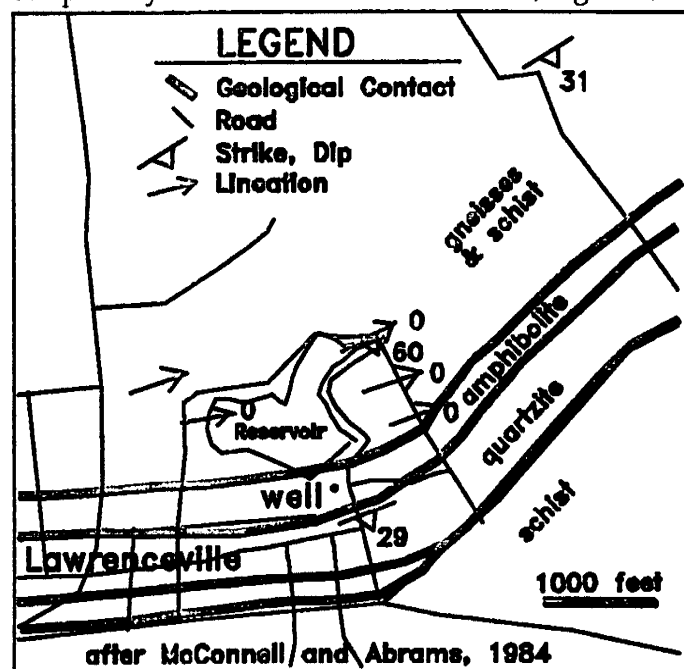 LEGEND
Geological Contact
Road
Strike, Dip
Lineation
31
gneisses
& schist
amphibolite
quartzite
schist
0
60
0
0
0
Reservoir
well
29
Lawrenceville
1000 feet
after McConnell and Abrams, 1984